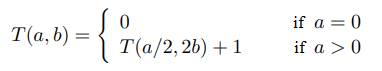 T(a, b) = { 0 if a = 0
T(a/2, 2b) + 1 if a > 0